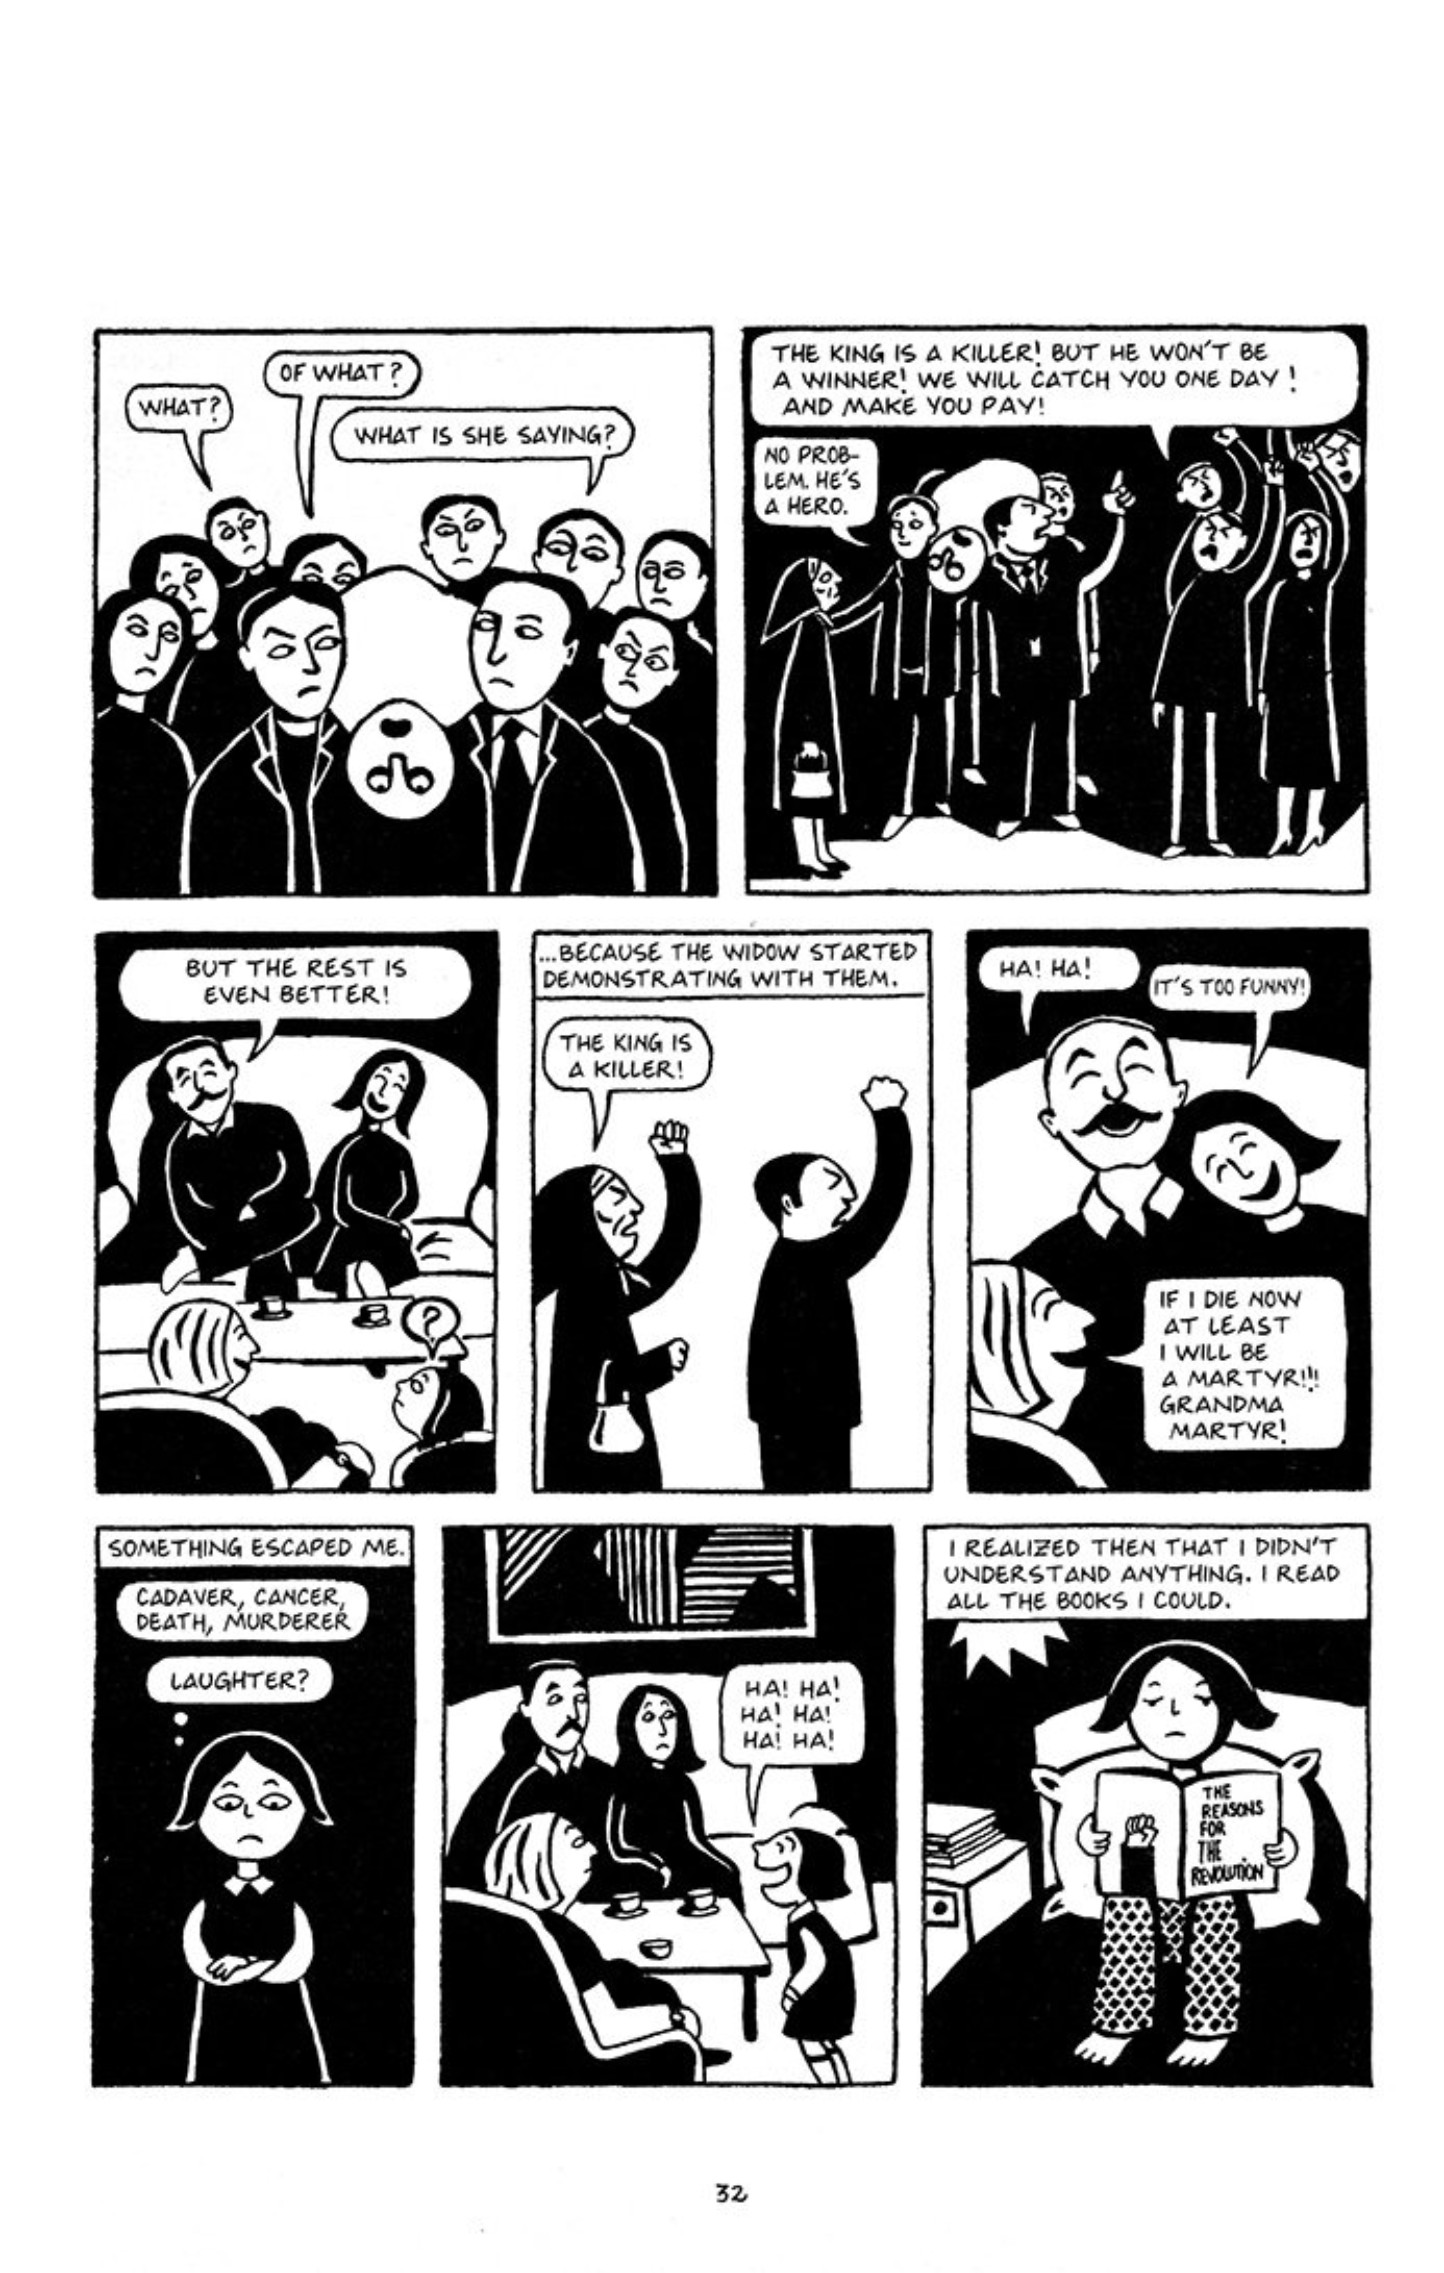 WHAT?
OF WHAT?
WHAT IS SHE SAYING?
THE KING IS A KILLER! BUT HE WON'T BE
A WINNER! WE WILL CATCH YOU ONE DAY!
AND MAKE YOU PAY!
NO PROB-
LEM. HE'S
A HERO.
BUT THE REST IS
EVEN BETTER!
?
...BECAUSE THE WIDOW STARTED
DEMONSTRATING WITH THEM.
THE KING IS
A KILLER!
HA! HA!
IT'S TOO FUNNY!
IF I DIE NOW
AT LEAST
I WILL BE
A MARTYR!!!
GRANDMA
MARTYR!
SOMETHING ESCAPED ME.
CADAVER, CANCER,
DEATH, MURDERER
LAUGHTER?
HA! HA!
HA! HA!
HA! HA!
I REALIZED THEN THAT I DIDN'T
UNDERSTAND ANYTHING. I READ
ALL THE BOOKS I COULD.
THE
REASONS
FOR
THE
REVOLUTION
32